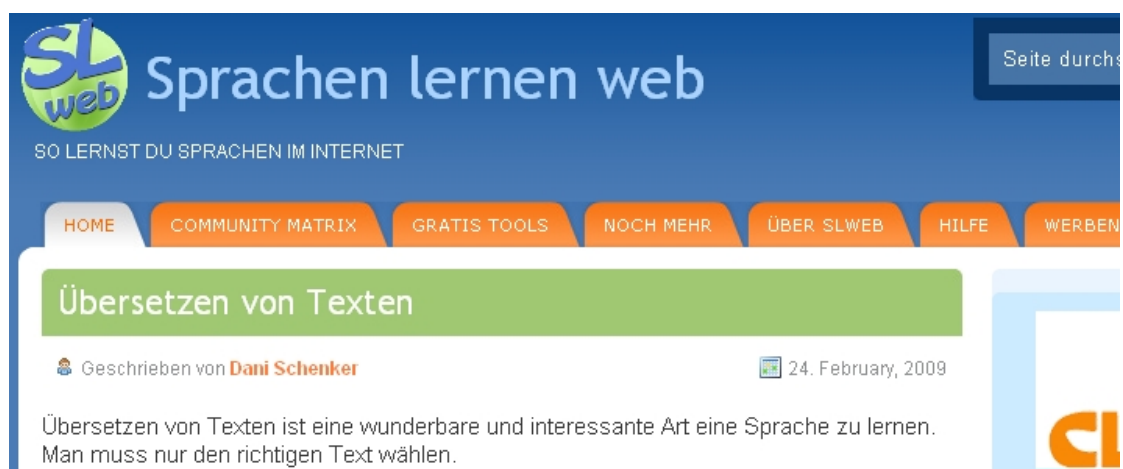 SL web
Sprachen lernen web
Seite durchs
SO LERNST DU SPRACHEN IM INTERNET
HOME COMMUNITY MATRIX GRATIS TOOLS NOCH MEHR ÜBER SLWEB HILFE WERBEN
Übersetzen von Texten
Geschrieben von Dani Schenker 24. February, 2009
Übersetzen von Texten ist eine wunderbare und interessante Art eine Sprache zu lernen.
Man muss nur den richtigen Text wählen.